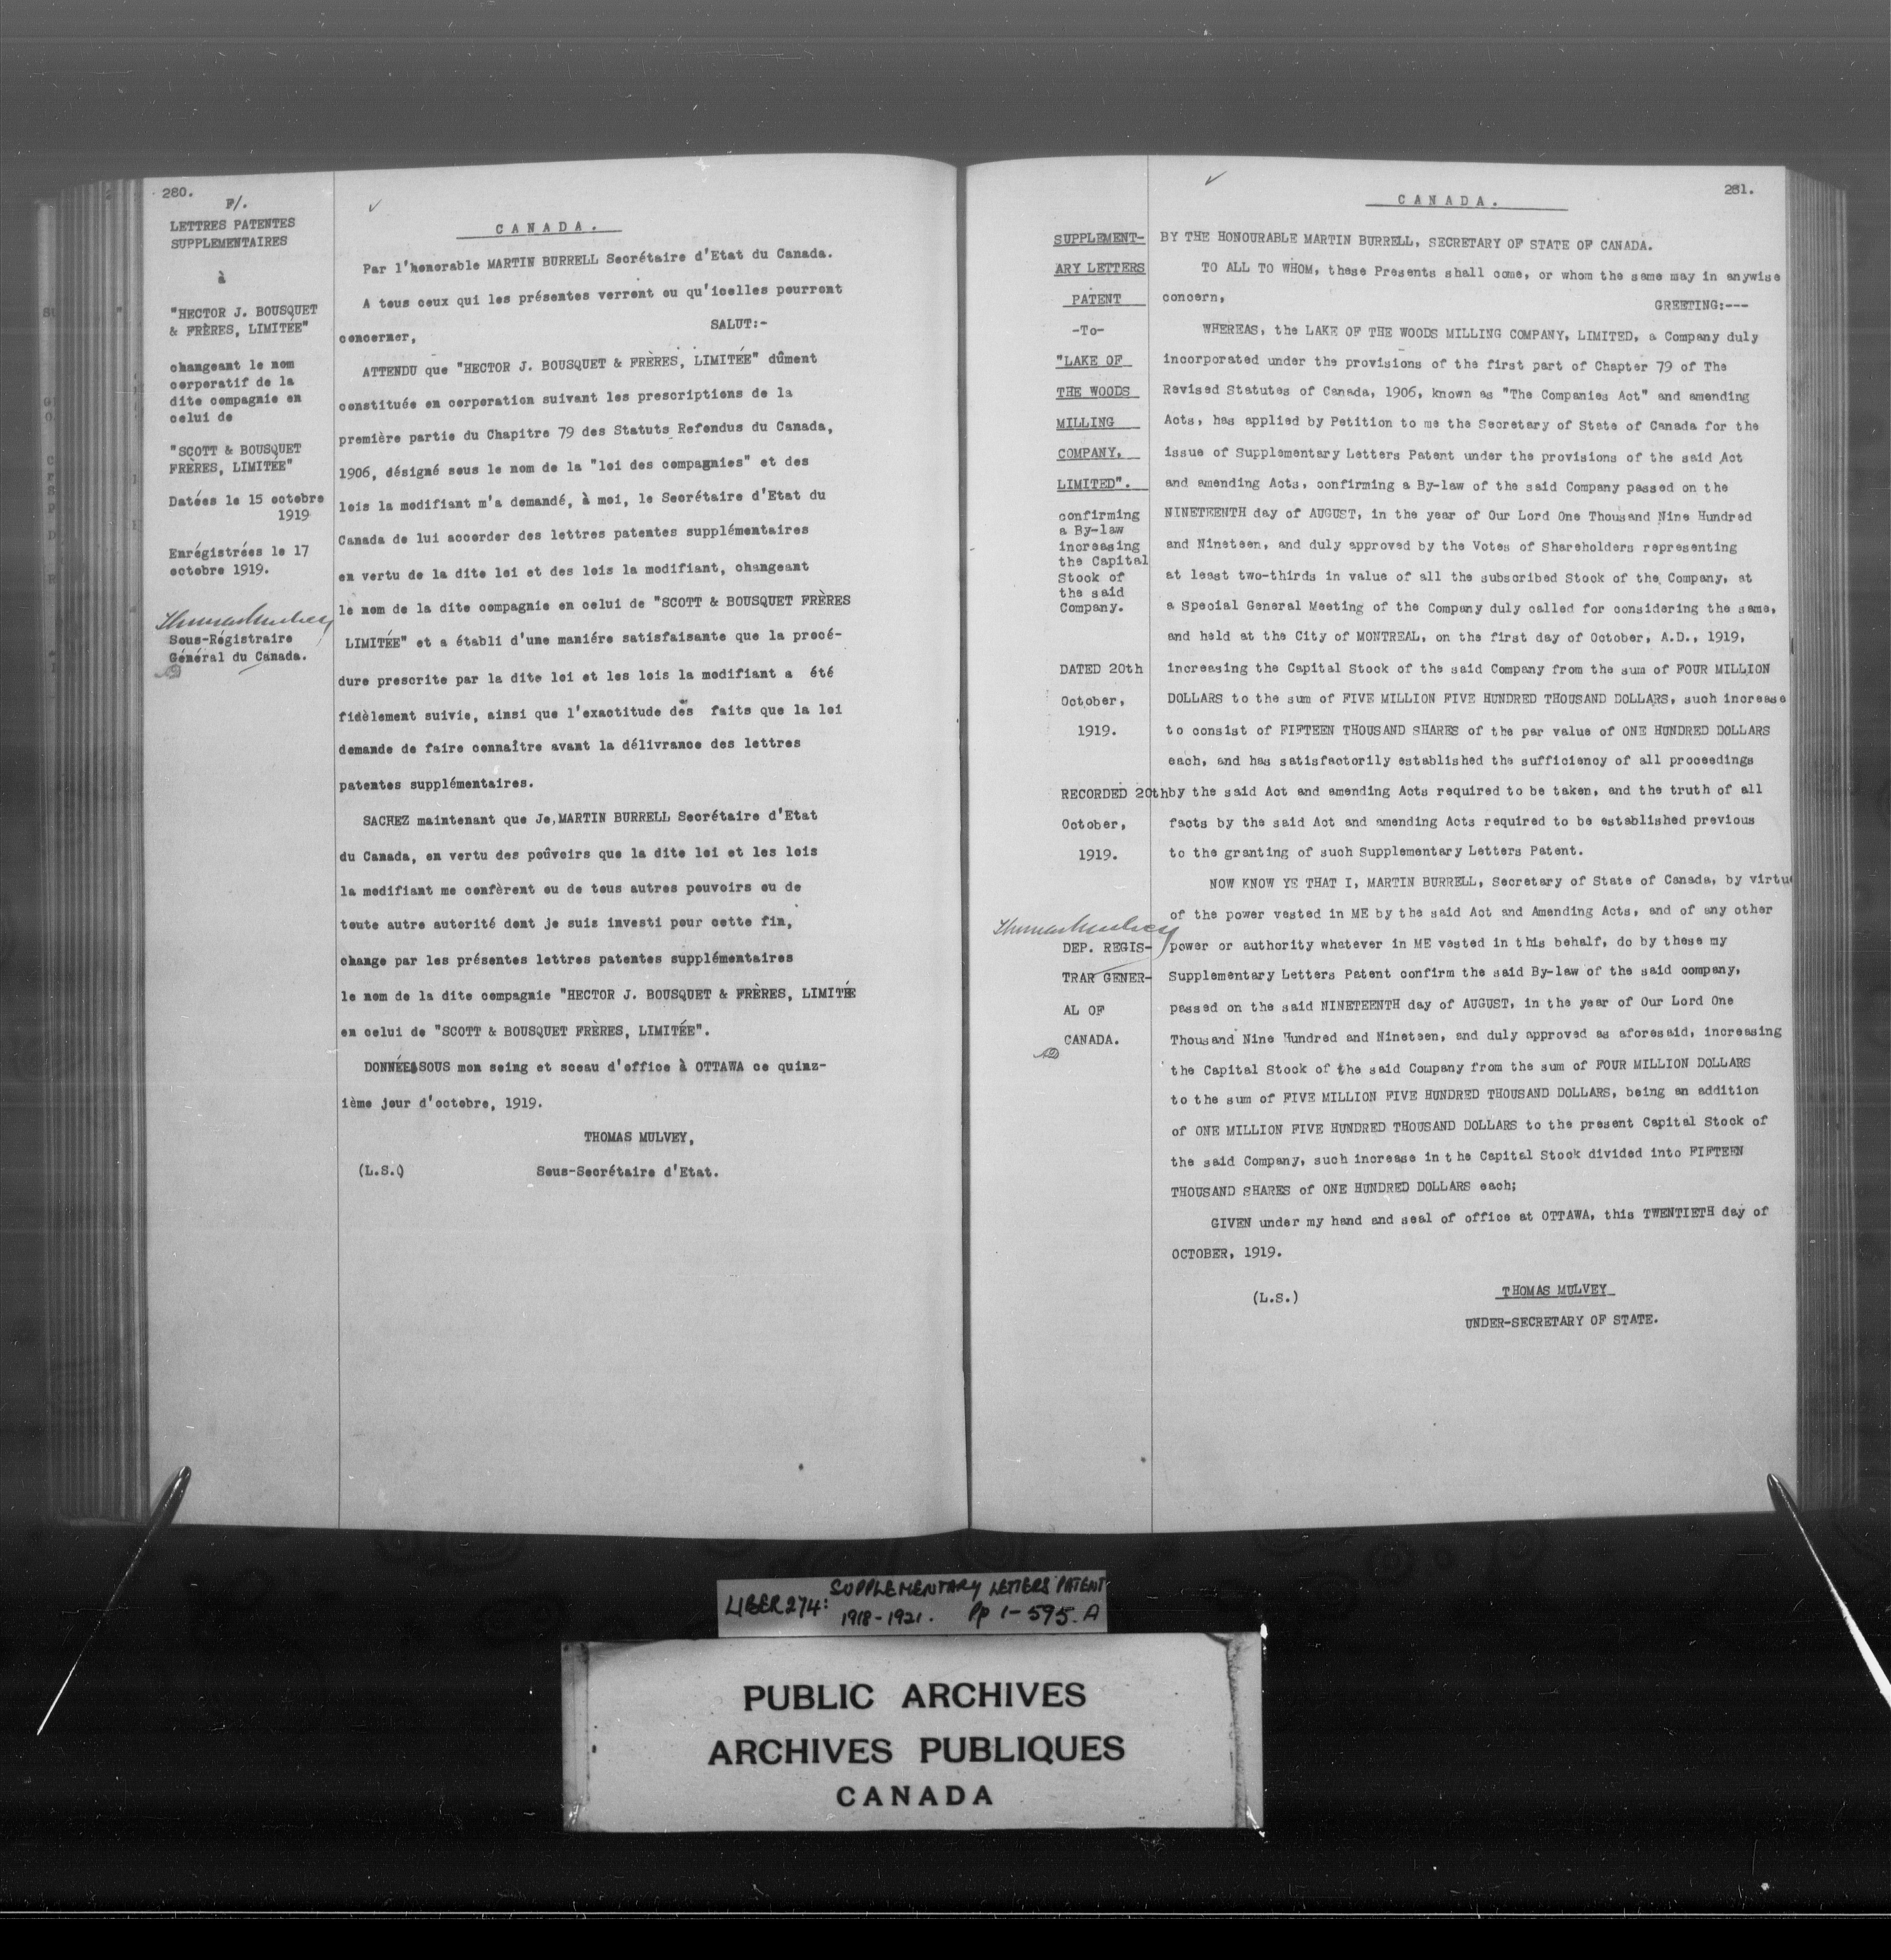 280.
F/.
LETTRES PATENTES
SUPPLEMENTAIRES
à
"HECTOR J. BOUSQUET
& FRÈRES, LIMITEE"
changeant le nom
corporatif de la
dite compagnie en
celui de
"SCOTT & BOUSQUET
FRÈRES, LIMITEE"
Datées le 15 octobre
1919
Enrégistrées le 17
octobre 1919.
Thomas Mulvey
Sous-Régistraire
Général du Canada.
CANADA.
Par l'honorable MARTIN BURRELL Secrétaire d'Etat du Canada.
A tous ceux qui les présentes verront ou qu'icelles pourront
SALUT:-
concerner,
ATTENDU que "HECTOR J. BOUSQUET & FRÈRES, LIMITÉE" dûment
constituée en corporation suivant les prescriptions de la
première partie du Chapitre 79 des Statuts Refondus du Canada,
1906, désigné sous le nom de la "loi des compagnies" et des
lois la modifiant m'a demandé, à moi, le Secrétaire d'Etat du
Canada de lui accorder des lettres patentes supplémentaires
en vertu de la dite loi et des lois la modifiant, changeant
le nom de la dite compagnie en celui de "SCOTT & BOUSQUET FRÈRES
LIMITÉE" et a établi d'une maniére satisfaisante que la procé-
dure prescrite par la dite loi et les lois la modifiant a été
fidèlement suivie, ainsi que l'exactitude des faits que la loi
demande de faire connaître avant la délivrance des lettres
patentes supplémentaires.
SACHEZ maintenant que Je,MARTIN BURRELL Secrétaire d'Etat
du Canada, en vertu des poûvoirs que la dite loi et les lois
la modifiant me confèrent ou de tous autres pouvoirs ou de
toute autre autorité dont je suis investi pour cette fin,
change par les présentes lettres patentes supplémentaires
le nom de la dite compagnie "HECTOR J. BOUSQUET & FRÈRES, LIMITÉE
en celui de "SCOTT & BOUSQUET FRÈRES, LIMITÉE".
DONNÉES SOUS mon seing et sceau d'office à OTTAWA ce quinz-
ième jour d'octobre, 1919.
THOMAS MULVEY,
(L.S.) Sous-Secrétaire d'Etat.
281.
CANADA.
SUPPLEMENT-
ARY LETTERS
PATENT
-To-
"LAKE OF
THE WOODS
MILLING
COMPANY,
LIMITED".
confirming
a By-law
increasing
the Capital
Stock of
the said
Company.
DATED 20th
October,
1919.
RECORDED 20th
October,
1919.
Thomas Mulvey
DEP. REGIS-
TRAR GENER-
AL OF
CANADA.
BY THE HONOURABLE MARTIN BURRELL, SECRETARY OF STATE OF CANADA.
TO ALL TO WHOM, these Presents shall come, or whom the same may in anywise
concern,
GREETING:---
WHEREAS, the LAKE OF THE WOODS MILLING COMPANY, LIMITED, a Company duly
incorporated under the provisions of the first part of Chapter 79 of The
Revised Statutes of Canada, 1906, known as "The Companies Act" and amending
Acts, has applied by Petition to me the Secretary of State of Canada for the
issue of Supplementary Letters Patent under the provisions of the said Act
and amending Acts, confirming a By-law of the said Company passed on the
NINETEENTH day of AUGUST, in the year of Our Lord One Thousand Nine Hundred
and Nineteen, and duly approved by the Votes of Shareholders representing
at least two-thirds in value of all the subscribed Stock of the Company, at
a Special General Meeting of the Company duly called for considering the same,
and held at the City of MONTREAL, on the first day of October, A.D., 1919,
increasing the Capital Stock of the said Company from the sum of FOUR MILLION
DOLLARS to the sum of FIVE MILLION FIVE HUNDRED THOUSAND DOLLARS, such increase
to consist of FIFTEEN THOUSAND SHARES of the par value of ONE HUNDRED DOLLARS
each, and has satisfactorily established the sufficiency of all proceedings
by the said Act and amending Acts required to be taken, and the truth of all
facts by the said Act and amending Acts required to be established previous
to the granting of such Supplementary Letters Patent.
NOW KNOW YE THAT I, MARTIN BURRELL, Secretary of State of Canada, by virtue
of the power vested in ME by the said Act and Amending Acts, and of any other
power or authority whatever in ME vested in this behalf, do by these my
Supplementary Letters Patent confirm the said By-law of the said company,
passed on the said NINETEENTH day of AUGUST, in the year of Our Lord One
Thousand Nine Hundred and Nineteen, and duly approved as aforesaid, increasing
the Capital Stock of the said Company from the sum of FOUR MILLION DOLLARS
to the sum of FIVE MILLION FIVE HUNDRED THOUSAND DOLLARS, being an addition
of ONE MILLION FIVE HUNDRED THOUSAND DOLLARS to the present Capital Stock of
the said Company, such increase in the Capital Stock divided into FIFTEEN
THOUSAND SHARES of ONE HUNDRED DOLLARS each;
GIVEN under my hand and seal of office at OTTAWA, this TWENTIETH day of
OCTOBER, 1919.
(L.S.) THOMAS MULVEY
UNDER-SECRETARY OF STATE.
LIBER 274: SUPPLEMENTARY LETTERS PATENT
1918-1921. Pp 1-595. A
PUBLIC ARCHIVES
ARCHIVES PUBLIQUES
CANADA